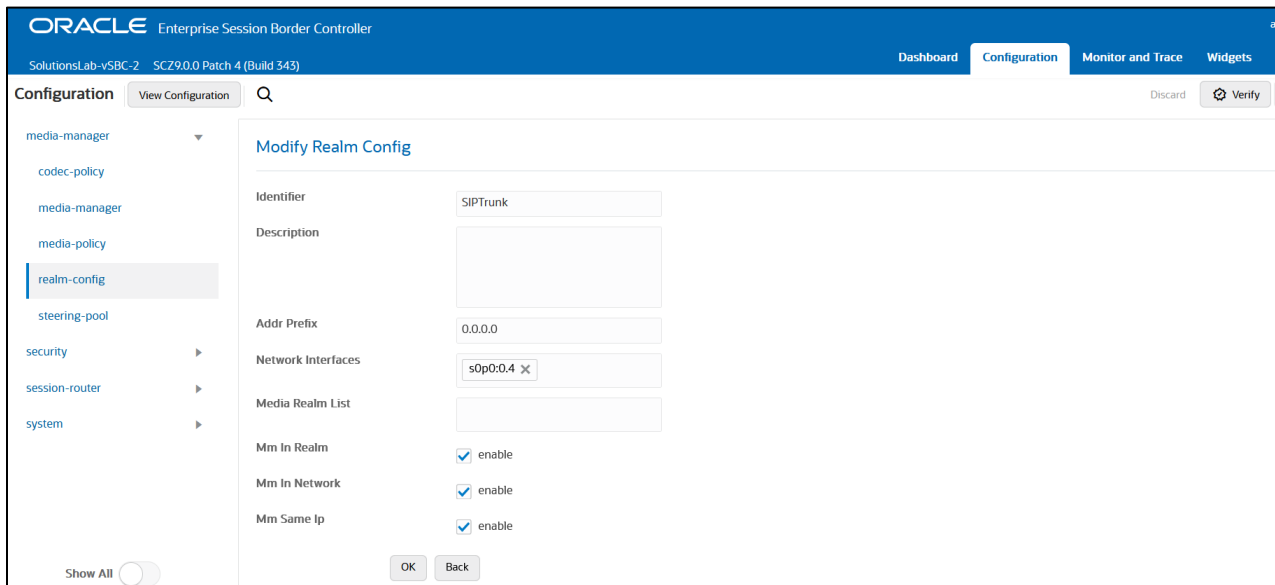 ORACLE Enterprise Session Border Controller
SolutionsLab-vSBC-2 SCZ9.0.0 Patch 4 (Build 343)
Dashboard Configuration Monitor and Trace Widgets
Configuration View Configuration Discard Verify
media-manager
codec-policy
media-manager
media-policy
realm-config
steering-pool
security
session-router
system
Show All
Modify Realm Config
Identifier SIPTrunk
Description
Addr Prefix 0.0.0.0
Network Interfaces s0p0:0.4
Media Realm List
Mm In Realm enable
Mm In Network enable
Mm Same Ip enable
OK Back